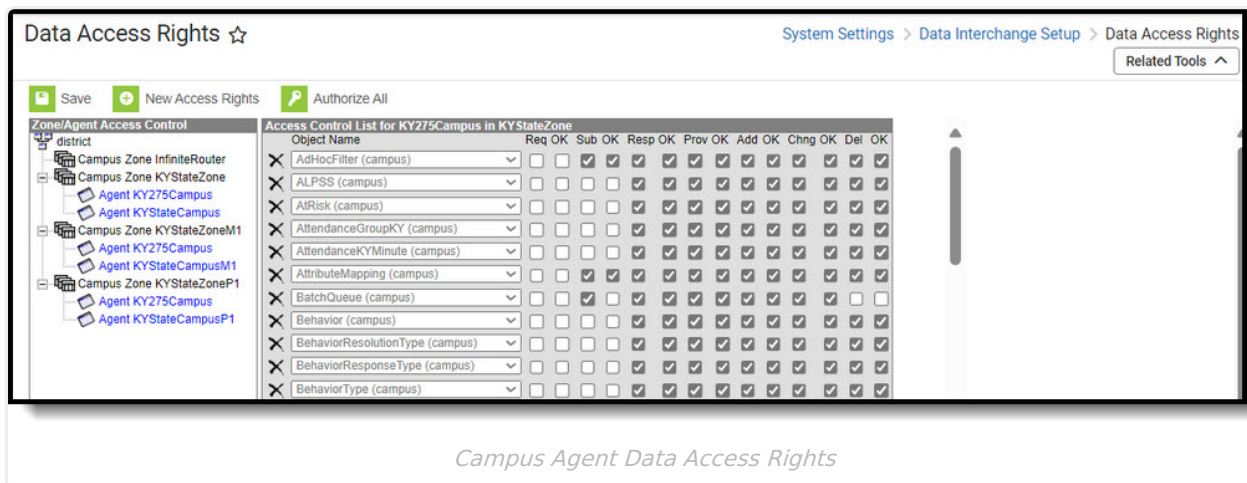 Data Access Rights
System Settings > Data Interchange Setup > Data Access Rights
Related Tools
Save New Access Rights Authorize All
Zone/Agent Access Control
district
Campus Zone InfiniteRouter
Campus Zone KYStateZone
Agent KY275Campus
Agent KYStateCampus
Campus Zone KYStateZoneM1
Agent KY275Campus
Agent KYStateCampusM1
Campus Zone KYStateZoneP1
Agent KY275Campus
Agent KYStateCampusP1
Access Control List for KY275Campus in KYStateZone
Object Name Req OK Sub OK Resp OK Prov OK Add OK Chng OK Del OK
AdHocFilter (campus)
ALPSS (campus)
AtRisk (campus)
AttendanceGroupKY (campus)
AttendanceKYMinute (campus)
AttributeMapping (campus)
BatchQueue (campus)
Behavior (campus)
BehaviorResolutionType (campus)
BehaviorResponseType (campus)
BehaviorType (campus)
Campus Agent Data Access Rights